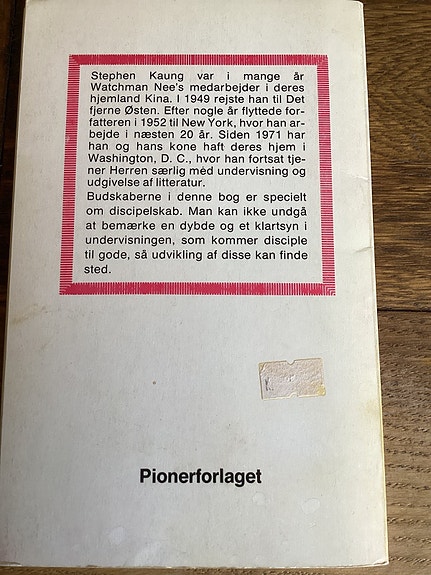 Stephen Kaung var i mange år
Watchman Nee's medarbejder i deres
hjemland Kina. I 1949 rejste han til Det
fjerne Østen. Efter nogle år flyttede for-
fatteren i 1952 til New York, hvor han ar-
bejde i næsten 20 år. Siden 1971 har
han og hans kone haft deres hjem i
Washington, D. C., hvor han fortsat tje-
ner Herren særlig med undervisning og
udgivelse af litteratur.
Budskaberne i denne bog er specielt
om discipelskab. Man kan ikke undgå
at bemærke en dybde og et klartsyn i
undervisningen, som kommer disciple
til gode, så udvikling af disse kan finde
sted.
Pionerforlaget